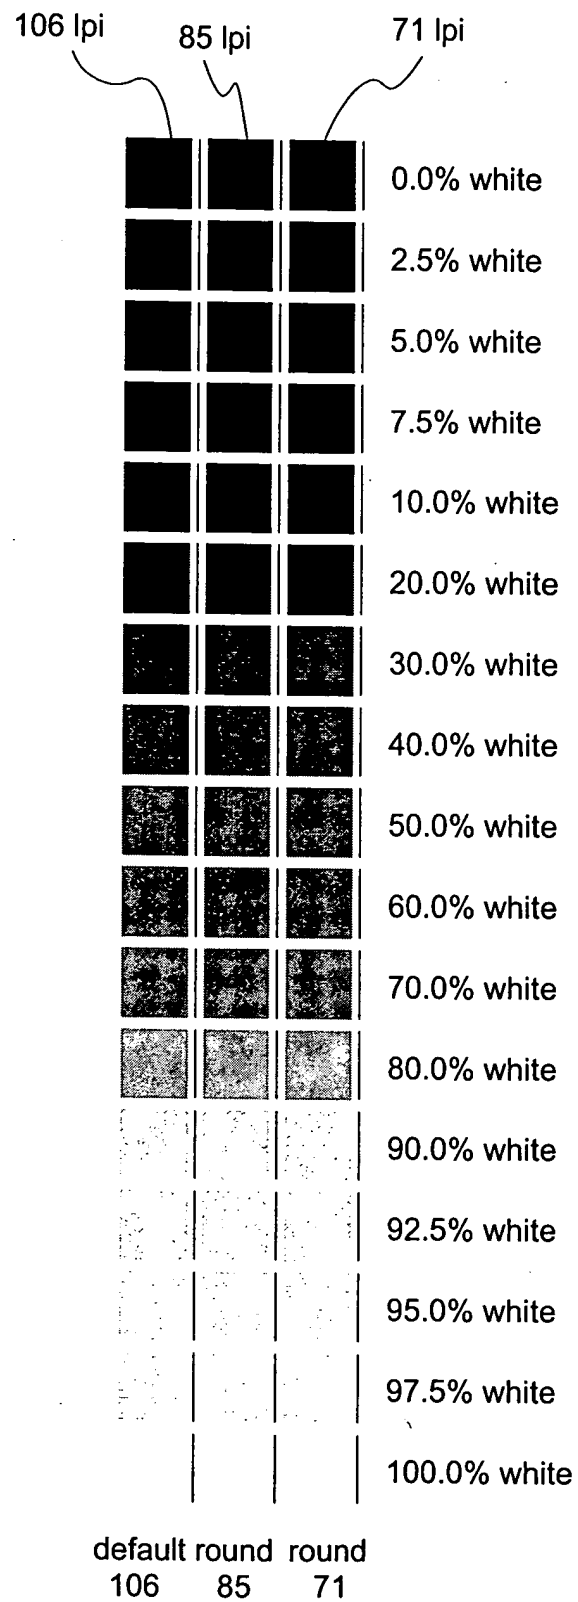 106 lpi 85 lpi 71 lpi
0.0% white
2.5% white
5.0% white
7.5% white
10.0% white
20.0% white
30.0% white
40.0% white
50.0% white
60.0% white
70.0% white
80.0% white
90.0% white
92.5% white
95.0% white
97.5% white
100.0% white
default round round
106 85 71